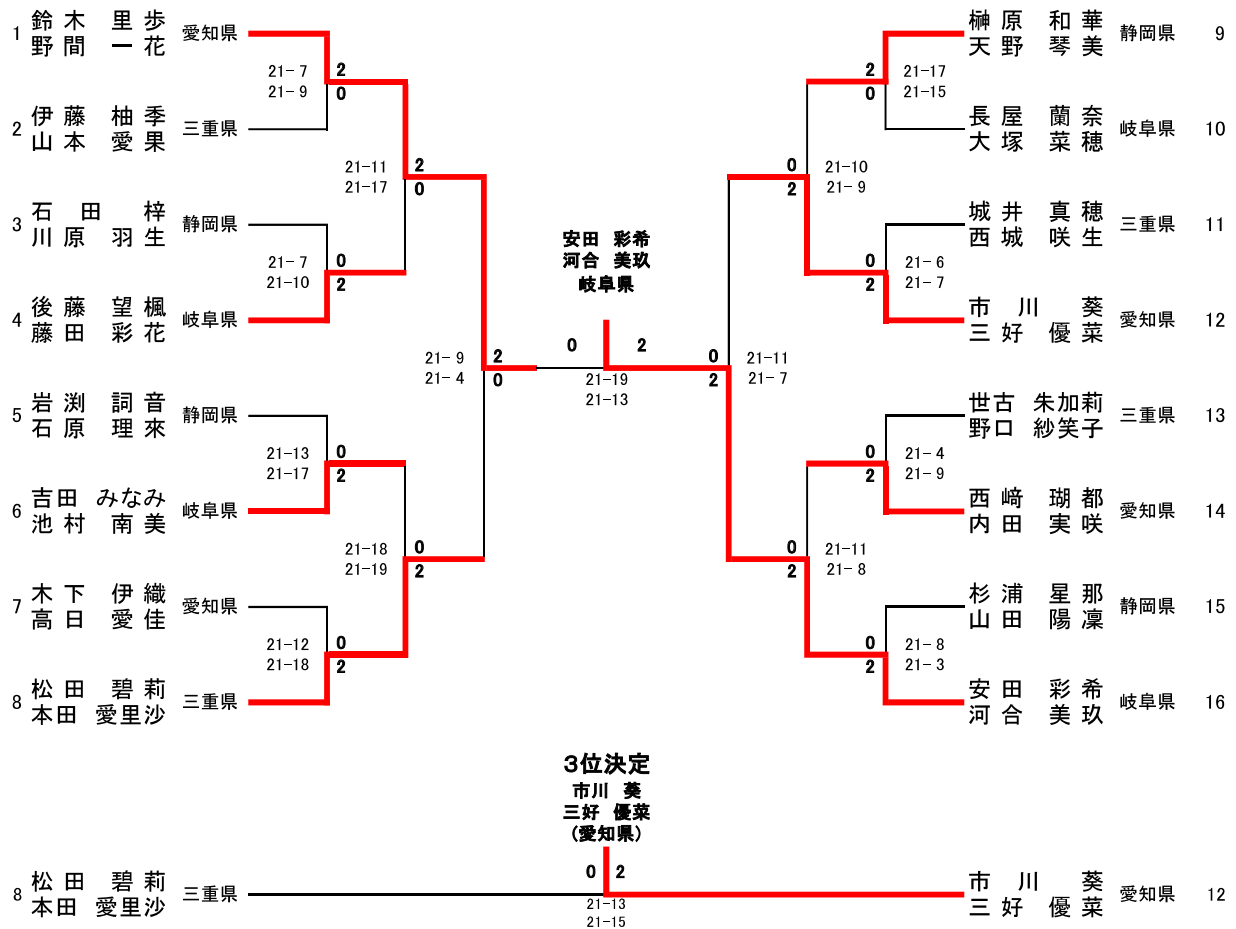 1 鈴木 里歩 愛知県
野間 一花
21-7 2
21-9 0
2 伊藤 柚季 三重県
山本 愛果
21-11 2
21-17 0
3 石田 梓 静岡県
川原 羽生
21-7 0
21-10 2
4 後藤 望楓 岐阜県
藤田 彩花
21-9 2
21-4 0
5 岩渕 詞音 静岡県
石原 理來
21-13 0
21-17 2
6 吉田 みなみ 岐阜県
池村 南美
21-18 0
21-19 2
7 木下 伊織 愛知県
高日 愛佳
21-12 0
21-18 2
8 松田 碧莉 三重県
本田 愛里沙
安田 彩希
河合 美玖
岐阜県
0 2
21-19
21-13
榊原 和華 静岡県 9
天野 琴美
2 21-17
0 21-15
長屋 蘭奈 岐阜県 10
大塚 菜穂
0 21-10
2 21-9
城井 真穂 三重県 11
西城 咲生
0 21-6
2 21-7
市川 葵 愛知県 12
三好 優菜
0 21-11
2 21-7
世古 朱加莉 三重県 13
野口 紗笑子
0 21-4
2 21-9
西﨑 瑚都 愛知県 14
内田 実咲
0 21-11
2 21-8
杉浦 星那 静岡県 15
山田 陽凜
0 21-8
2 21-3
安田 彩希 岐阜県 16
河合 美玖
3位決定
市川 葵
三好 優菜
(愛知県)
0 2
8 松田 碧莉 三重県
本田 愛里沙
21-13
21-15
市川 葵 愛知県 12
三好 優菜